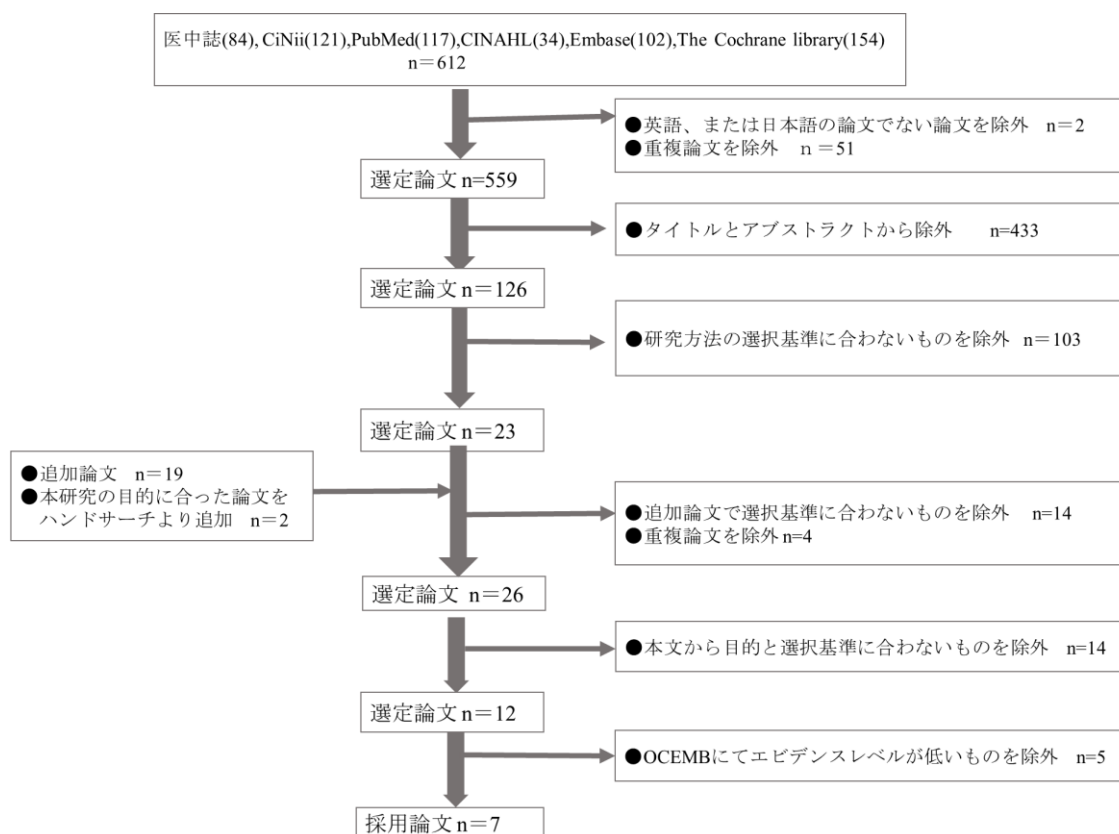 医中誌(84), CiNii(121),PubMed(117),CINAHL(34),Embase(102),The Cochrane library(154)
n＝612
●英語、または日本語の論文でない論文を除外 n＝2
●重複論文を除外 ｎ＝51
選定論文 n=559
●タイトルとアブストラクトから除外 n=433
選定論文 n＝126
●研究方法の選択基準に合わないものを除外 n＝103
選定論文 n＝23
●追加論文 n＝19
●本研究の目的に合った論文を
ハンドサーチより追加 n＝2
●追加論文で選択基準に合わないものを除外 n=14
●重複論文を除外 n=4
選定論文 n＝26
●本文から目的と選択基準に合わないものを除外 n=14
選定論文 n＝12
●OCEMBにてエビデンスレベルが低いものを除外 n=5
採用論文 n＝7